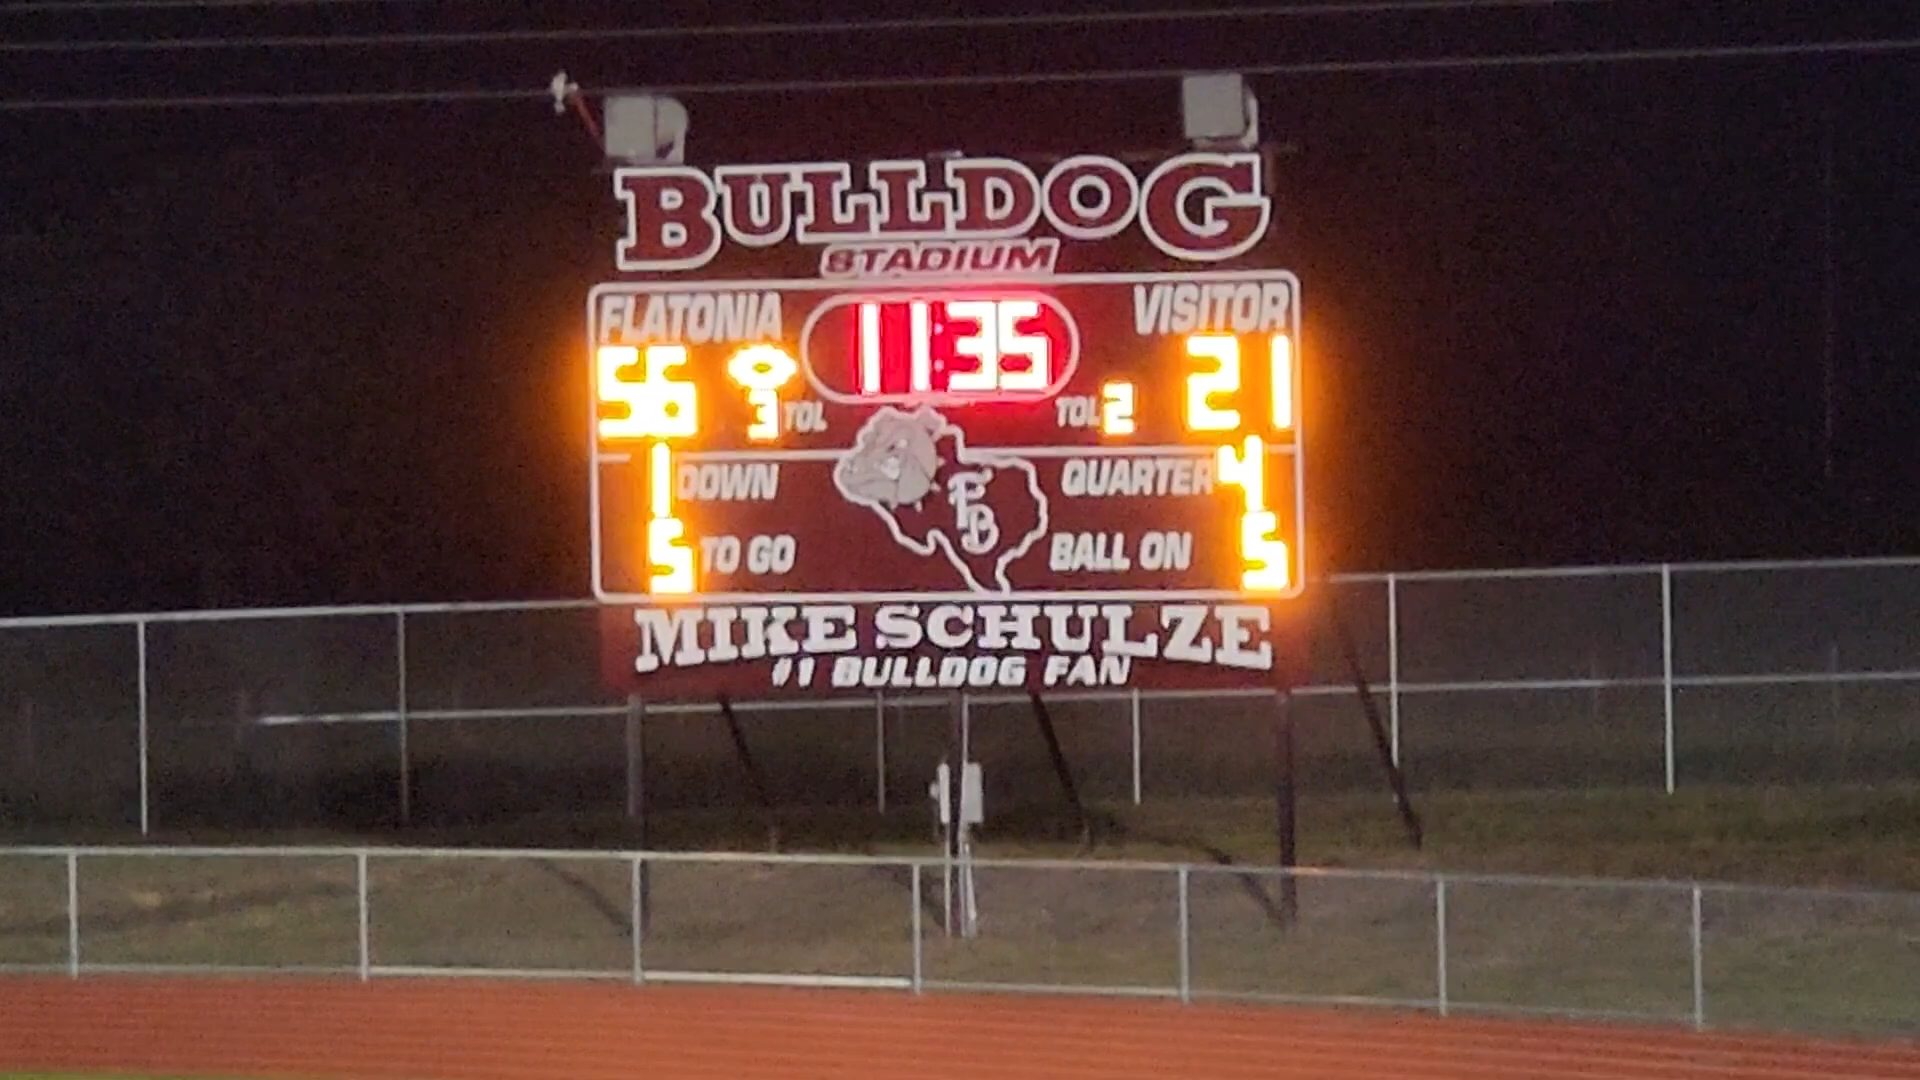 BULLDOG
STADIUM
FLATONIA 11:35 VISITOR
56 3 TOL TOL 2 21
1 DOWN QUARTER 4
FB
5 TO GO BALL ON 5
MIKE SCHULZE
#1 BULLDOG FAN